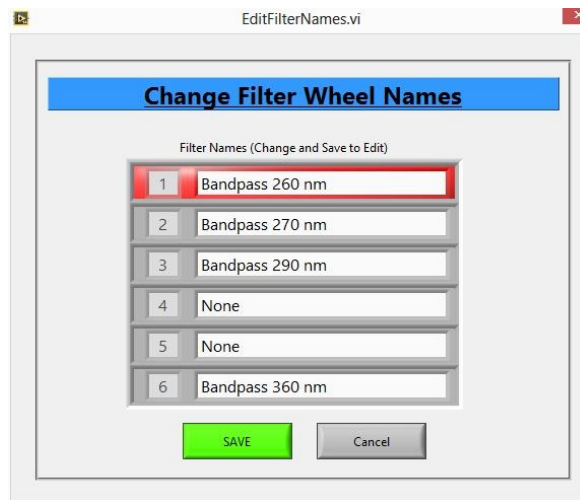 EditFilterNames.vi
Change Filter Wheel Names
Filter Names (Change and Save to Edit)
1 Bandpass 260 nm
2 Bandpass 270 nm
3 Bandpass 290 nm
4 None
5 None
6 Bandpass 360 nm
SAVE Cancel